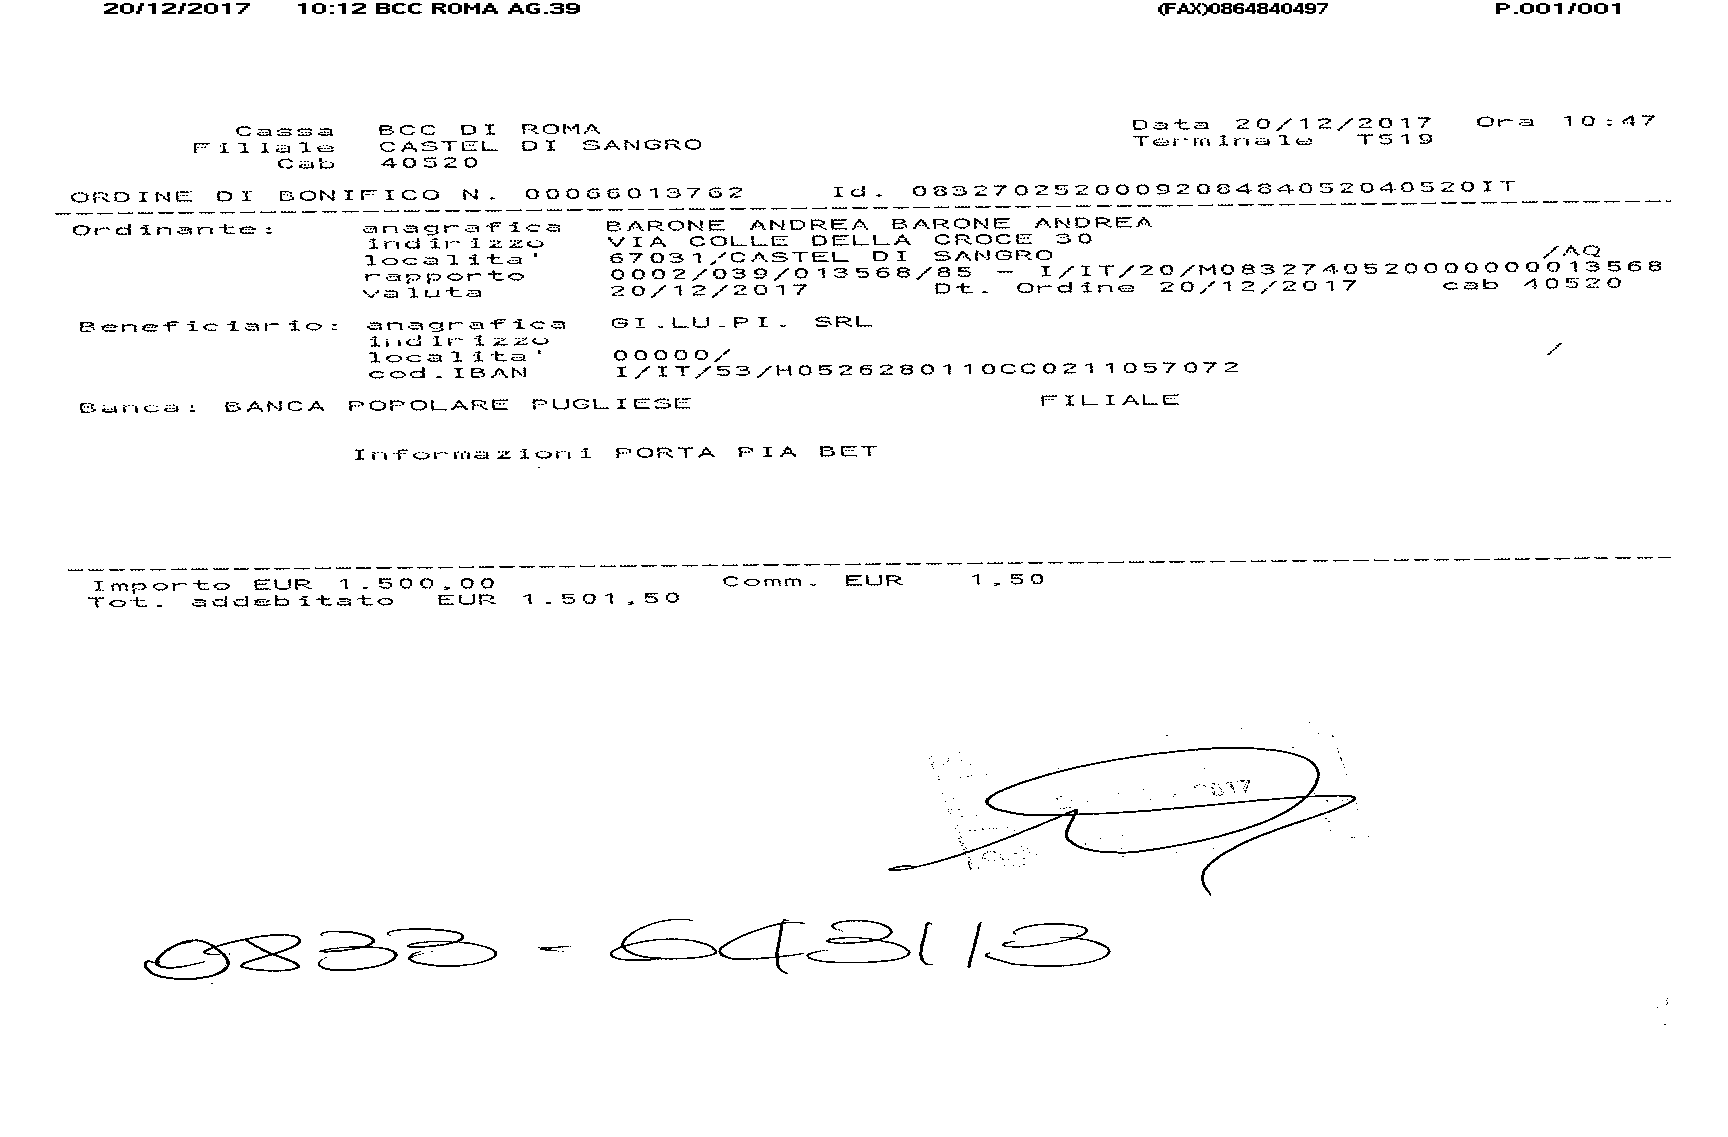 20/12/2017 10:12 BCC ROMA AG.39 (FAX)0864840497 P.001/001
Cassa BCC DI ROMA Data 20/12/2017 Ora 10:47
Filiale CASTEL DI SANGRO Terminale T519
Cab 40520
ORDINE DI BONIFICO N. 00066013762 Id. 0832702520009208484052040520IT
Ordinante: anagrafica BARONE ANDREA BARONE ANDREA
indirizzo VIA COLLE DELLA CROCE 30
localita' 67031/CASTEL DI SANGRO /AQ
rapporto 0002/039/013568/85 - I/IT/20/M0832740520000000013568
valuta 20/12/2017 Dt. Ordine 20/12/2017 cab 40520
Beneficiario: anagrafica GI.LU.PI. SRL
indirizzo
localita' 00000/ /
cod.IBAN I/IT/53/H0526280110CC0211057072
Banca: BANCA POPOLARE PUGLIESE FILIALE
Informazioni PORTA PIA BET
Importo EUR 1.500,00 Comm. EUR 1,50
Tot. addebitato EUR 1.501,50
2017
0833-643113